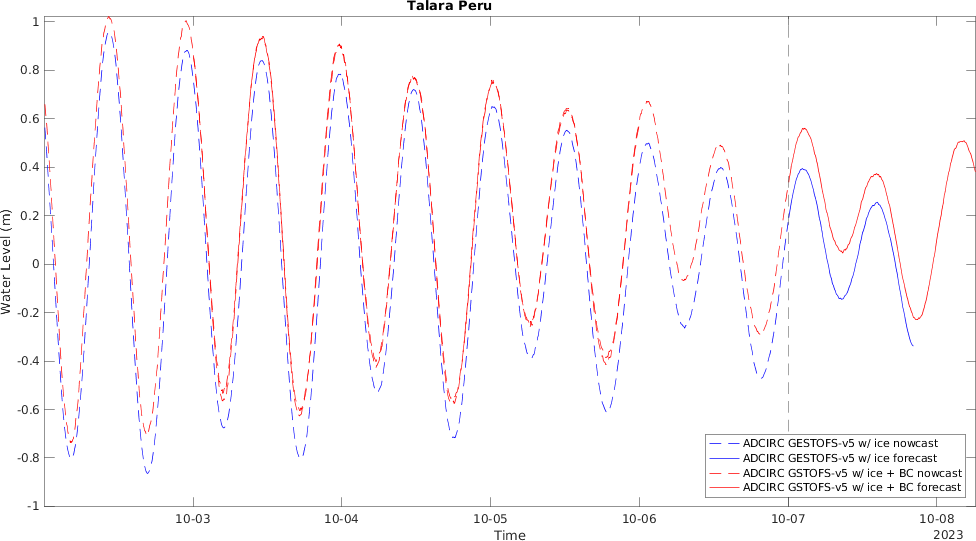 Talara Peru
1
0.8
0.6
0.4
0.2
0
-0.2
-0.4
-0.6
-0.8
-1
Water Level (m)
10-03
10-04
10-05
10-06
10-07
10-08
Time
2023
ADCIRC GESTOFS-v5 w/ ice nowcast
ADCIRC GESTOFS-v5 w/ ice forecast
ADCIRC GSTOFS-v5 w/ ice + BC nowcast
ADCIRC GSTOFS-v5 w/ ice + BC forecast